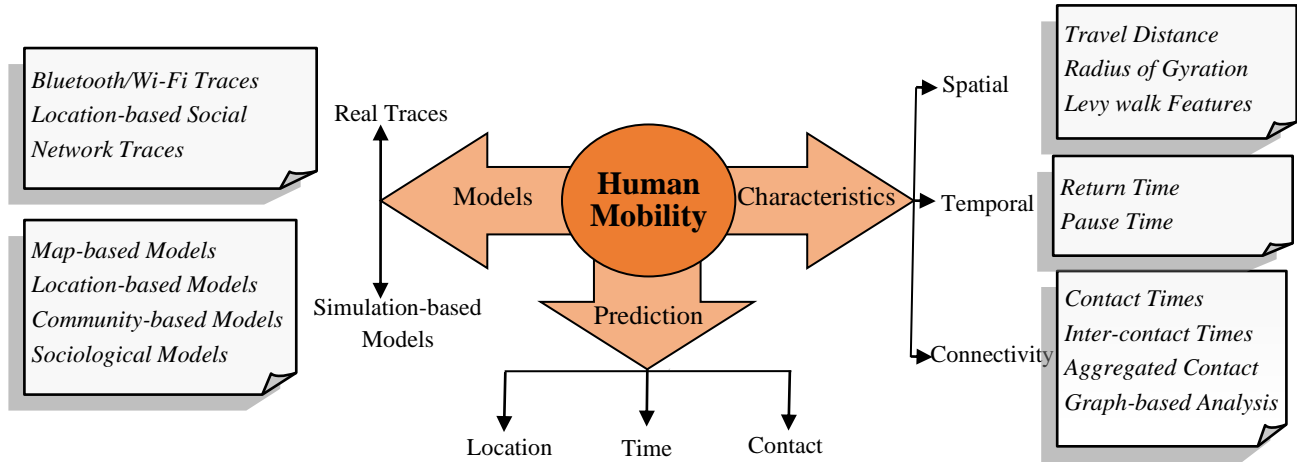 Bluetooth/Wi-Fi Traces
Location-based Social
Network Traces
Map-based Models
Location-based Models
Community-based Models
Sociological Models
Real Traces
Simulation-based
Models
Models
Human
Mobility
Characteristics
Prediction
Location
Time
Contact
Spatial
Temporal
Connectivity
Travel Distance
Radius of Gyration
Levy walk Features
Return Time
Pause Time
Contact Times
Inter-contact Times
Aggregated Contact
Graph-based Analysis